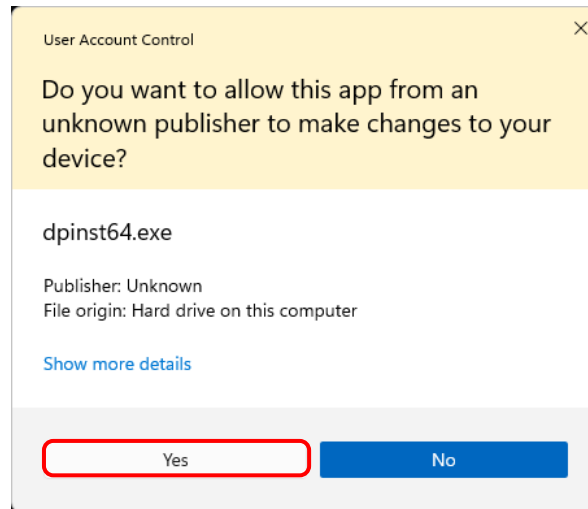 User Account Control
Do you want to allow this app from an
unknown publisher to make changes to your
device?
dpinst64.exe
Publisher: Unknown
File origin: Hard drive on this computer
Show more details
Yes
No